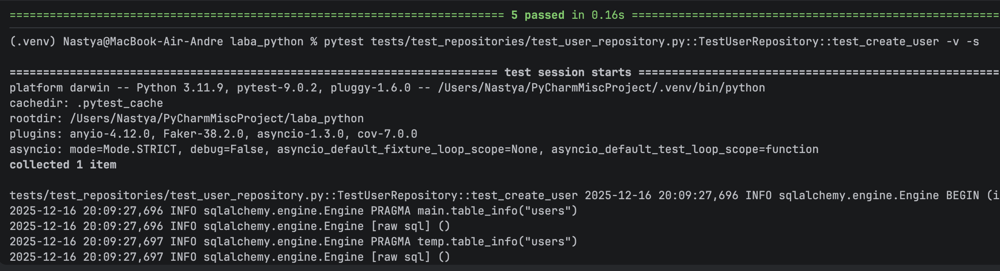 ========================================================================== 5 passed in 0.16s =======================================================
(.venv) Nastya@MacBook-Air-Andre laba_python % pytest tests/test_repositories/test_user_repository.py::TestUserRepository::test_create_user -v -s
========================================================================= test session starts ======================================================
platform darwin -- Python 3.11.9, pytest-9.0.2, pluggy-1.6.0 -- /Users/Nastya/PyCharmMiscProject/.venv/bin/python
cachedir: .pytest_cache
rootdir: /Users/Nastya/PyCharmMiscProject/laba_python
plugins: anyio-4.12.0, Faker-38.2.0, asyncio-1.3.0, cov-7.0.0
asyncio: mode=Mode.STRICT, debug=False, asyncio_default_fixture_loop_scope=None, asyncio_default_test_loop_scope=function
collected 1 item
tests/test_repositories/test_user_repository.py::TestUserRepository::test_create_user 2025-12-16 20:09:27,696 INFO sqlalchemy.engine.Engine BEGIN (i
2025-12-16 20:09:27,696 INFO sqlalchemy.engine.Engine PRAGMA main.table_info("users")
2025-12-16 20:09:27,696 INFO sqlalchemy.engine.Engine [raw sql] ()
2025-12-16 20:09:27,697 INFO sqlalchemy.engine.Engine PRAGMA temp.table_info("users")
2025-12-16 20:09:27,697 INFO sqlalchemy.engine.Engine [raw sql] ()